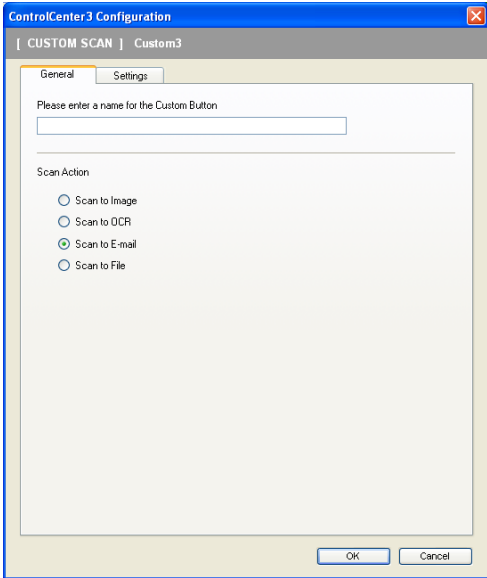 ControlCenter3 Configuration
[ CUSTOM SCAN ] Custom3
General Settings
Please enter a name for the Custom Button
Scan Action
Scan to Image
Scan to OCR
Scan to E-mail
Scan to File
OK Cancel